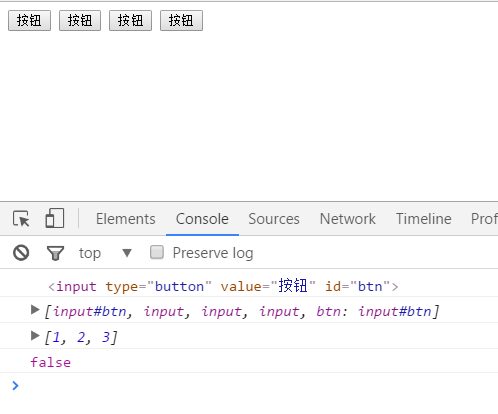 按钮 按钮 按钮 按钮
Elements Console Sources Network Timeline Prof
top Preserve log
<input type="button" value="按钮" id="btn">
[input#btn, input, input, input, btn: input#btn]
[1, 2, 3]
false